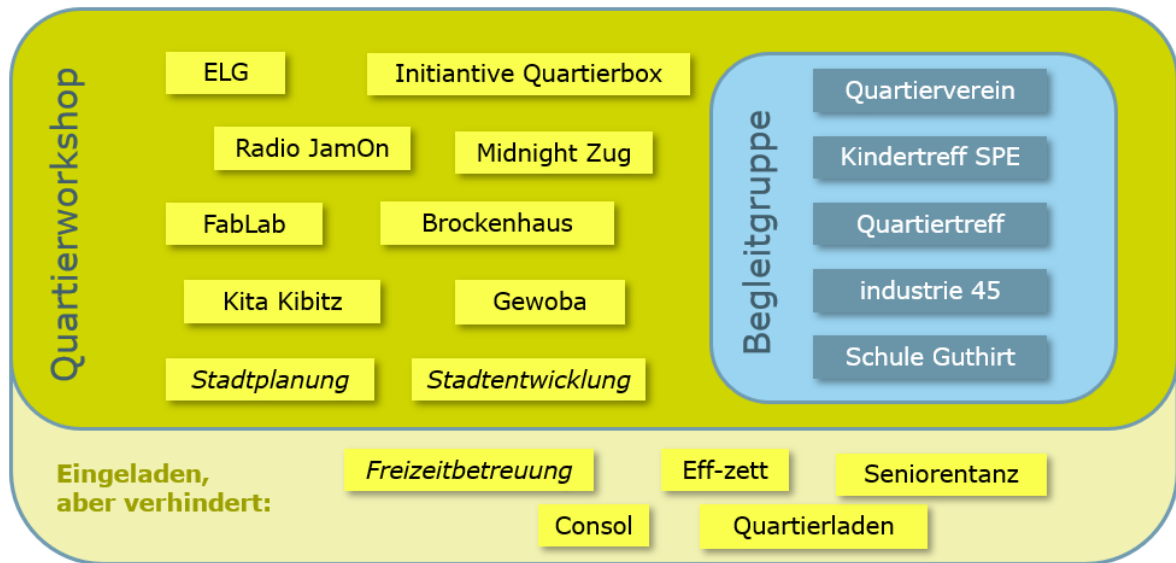 Quartierworkshop
ELG
Initiantive Quartierbox
Radio JamOn
Midnight Zug
FabLab
Brockenhaus
Kita Kibitz
Gewoba
Stadtplanung
Stadtentwicklung
Begleitgruppe
Quartierverein
Kindertreff SPE
Quartiertreff
industrie 45
Schule Guthirt
Eingeladen,
aber verhindert:
Freizeitbetreuung
Eff-zett
Seniorentanz
Consol
Quartierladen